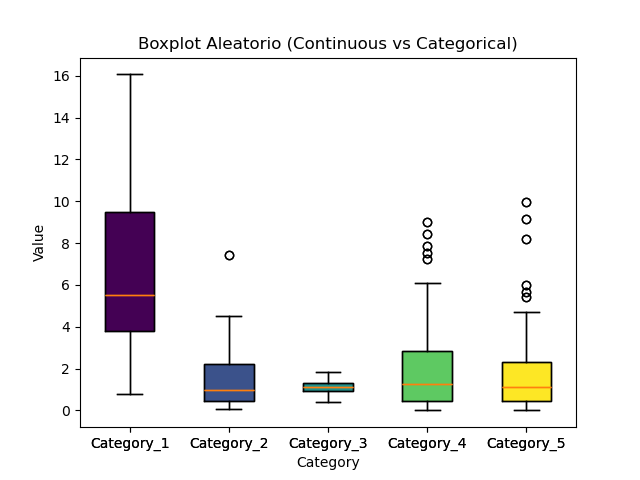 Boxplot Aleatorio (Continuous vs Categorical)
16
14
12
10
8
6
4
2
0
Value
Category_1 Category_2 Category_3 Category_4 Category_5
Category